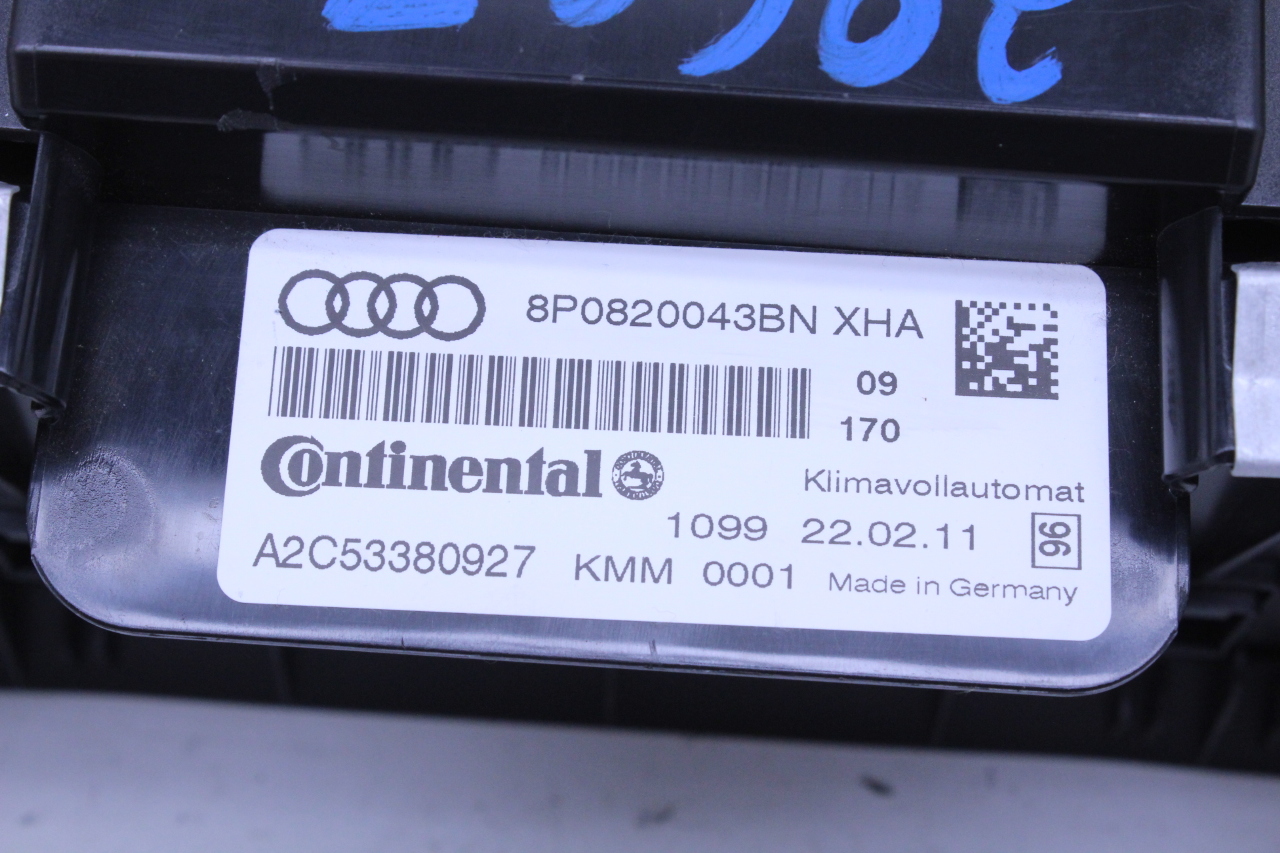 8P0820043BN XHA
09
170
Continental
Klimavollautomat
1099 22.02.11 96
A2C53380927 KMM 0001 Made in Germany